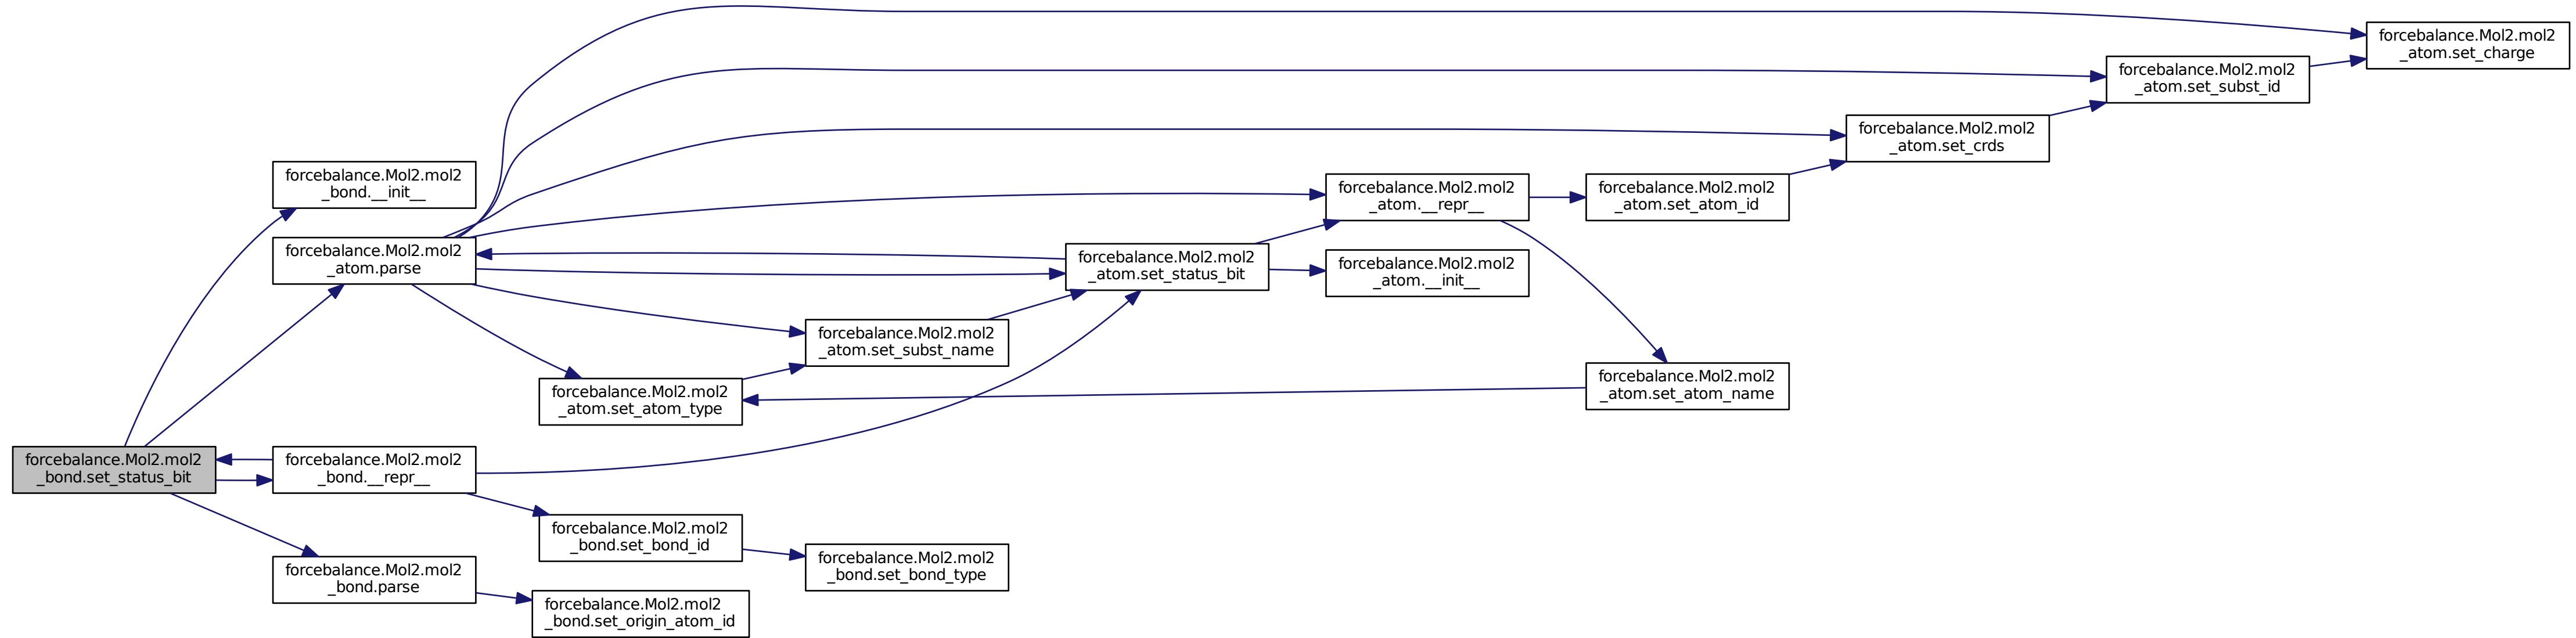 forcebalance.Mol2.mol2
_atom.set_charge
forcebalance.Mol2.mol2
_atom.set_subst_id
forcebalance.Mol2.mol2
_atom.set_crds
forcebalance.Mol2.mol2
_bond.__init__
forcebalance.Mol2.mol2
_atom.__repr__
forcebalance.Mol2.mol2
_atom.set_atom_id
forcebalance.Mol2.mol2
_atom.parse
forcebalance.Mol2.mol2
_atom.set_status_bit
forcebalance.Mol2.mol2
_atom.__init__
forcebalance.Mol2.mol2
_atom.set_subst_name
forcebalance.Mol2.mol2
_atom.set_atom_type
forcebalance.Mol2.mol2
_atom.set_atom_name
forcebalance.Mol2.mol2
_bond.set_status_bit
forcebalance.Mol2.mol2
_bond.__repr__
forcebalance.Mol2.mol2
_bond.set_bond_id
forcebalance.Mol2.mol2
_bond.set_bond_type
forcebalance.Mol2.mol2
_bond.parse
forcebalance.Mol2.mol2
_bond.set_origin_atom_id